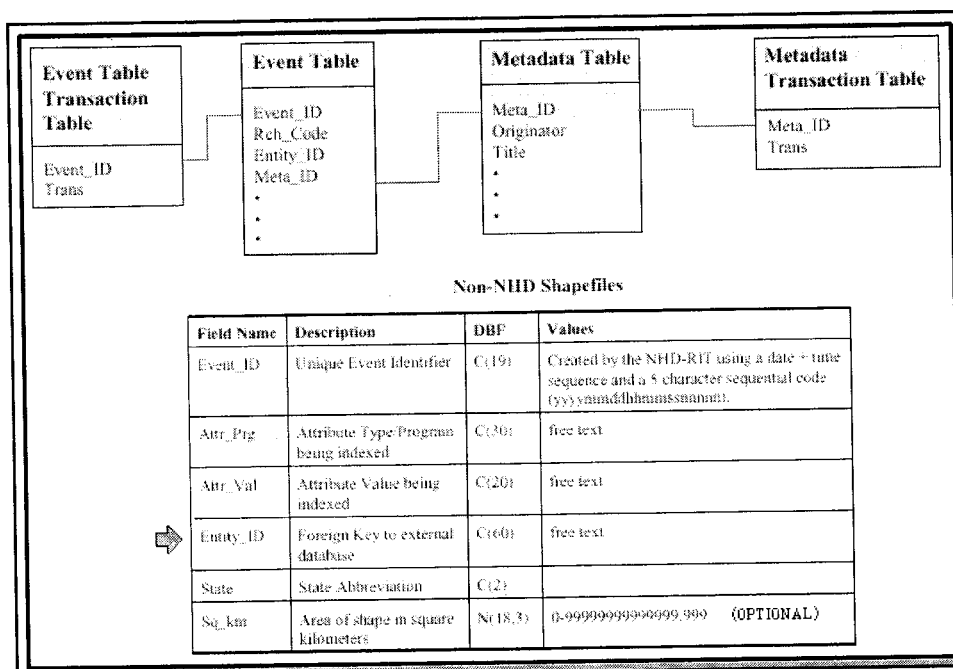 Event Table
Transaction
Table
Event_ID
Trans
Event Table
Event_ID
Rch_Code
Entity_ID
Meta_ID
*
*
*
Metadata Table
Meta_ID
Originator
Title
*
*
*
Metadata
Transaction Table
Meta_ID
Trans
Non-NHD Shapefiles
Field Name Description DBF Values
Event_ID Unique Event Identifier C(19) Created by the NHD-RIT using a date + time
sequence and a 5 character sequential code
Attr_Prg Attribute Type/Program C(30) free text
being indexed
Attr_Val Attribute Value being C(20) free text
indexed
Entity_ID Foreign Key to external C(60) free text
database
State State Abbreviation C(2)
Sq_km Area of shape in square N(18,3) 0-99999999999999.999 (OPTIONAL)
kilometers